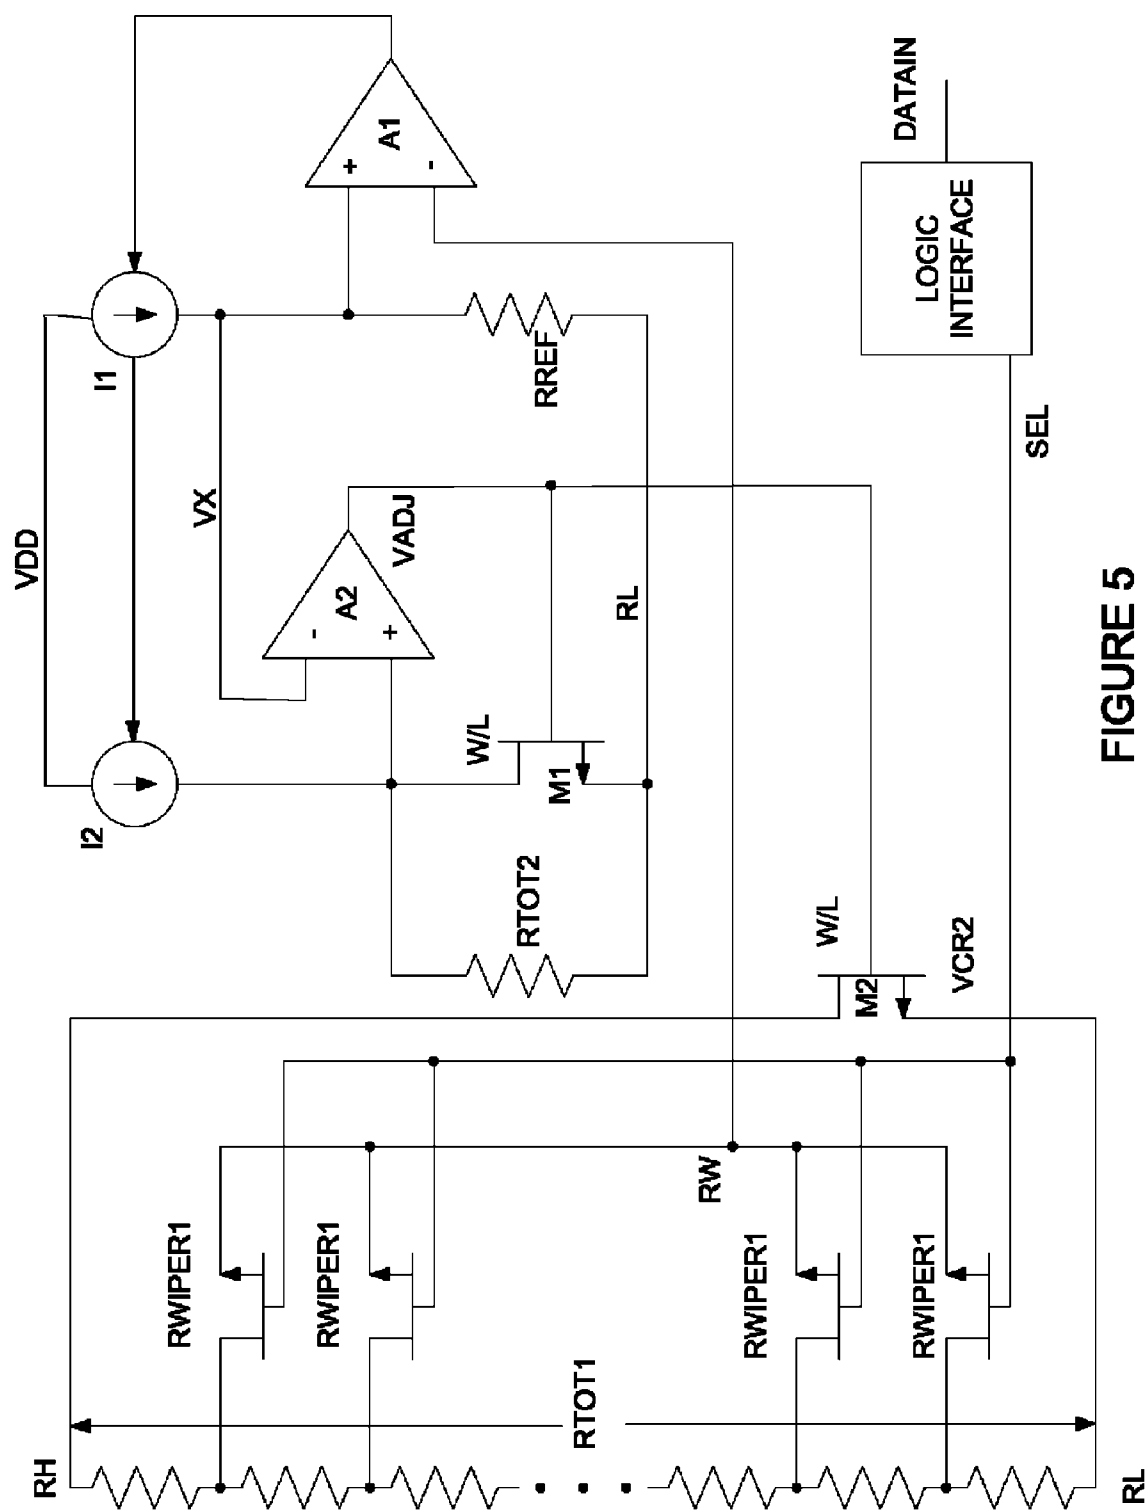 VDD
I2
I1
VX
A1
+
-
A2
-
+
VADJ
W/L
M1
RTOT2
RREF
RL
DATAIN
LOGIC
INTERFACE
SEL
W/L
M2
VCR2
RW
RWIPER1
RWIPER1
RWIPER1
RWIPER1
RH
RTOT1
RL
FIGURE 5